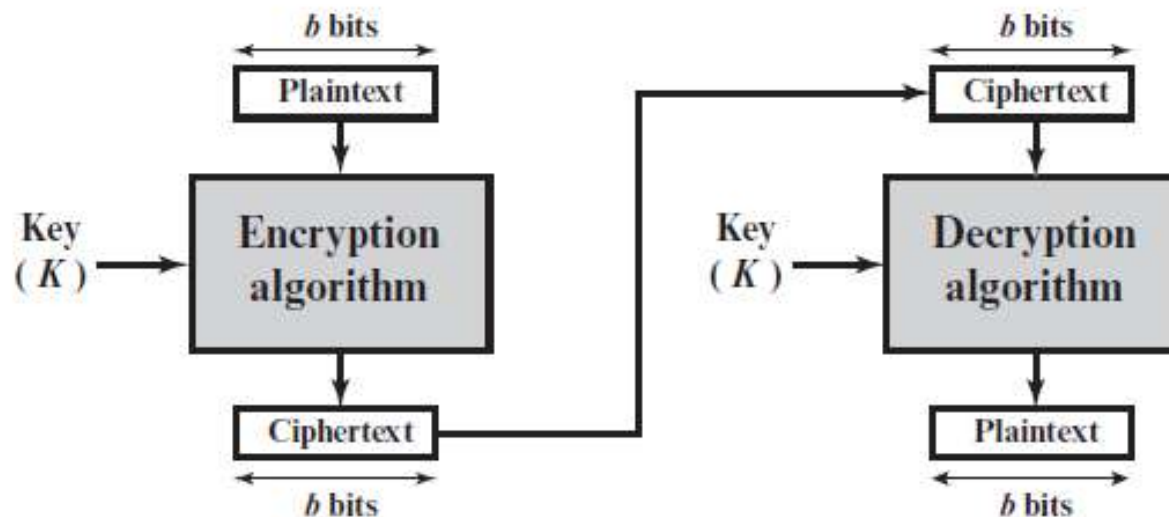 b bits
Plaintext
Key
( K )
Encryption
algorithm
Ciphertext
b bits
b bits
Ciphertext
Key
( K )
Decryption
algorithm
Plaintext
b bits